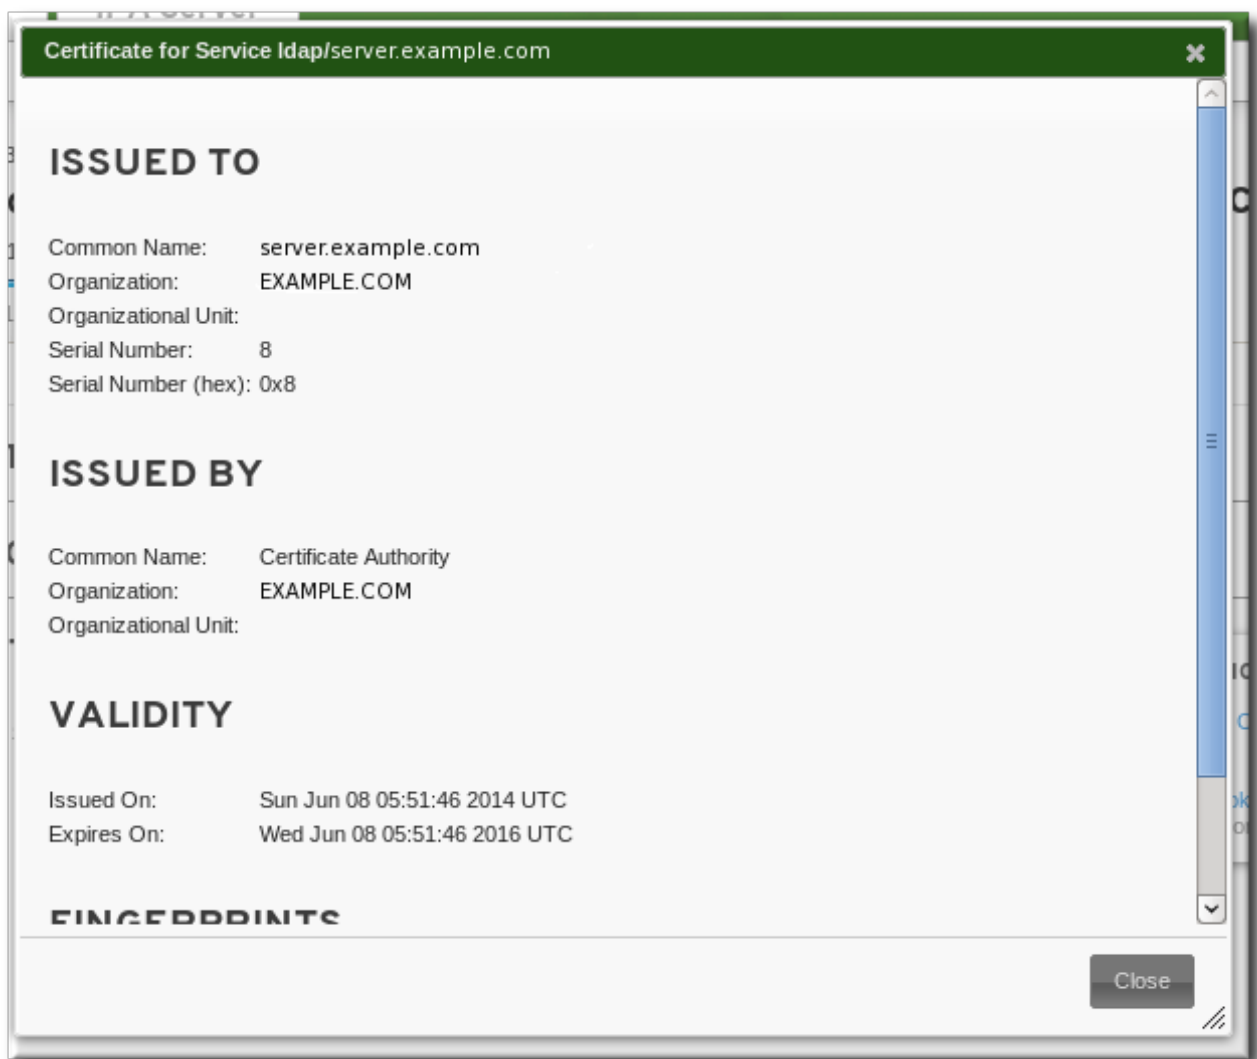 IPA Server
Certificate for Service ldap/server.example.com
ISSUED TO
Common Name: server.example.com
Organization: EXAMPLE.COM
Organizational Unit:
Serial Number: 8
Serial Number (hex): 0x8
ISSUED BY
Common Name: Certificate Authority
Organization: EXAMPLE.COM
Organizational Unit:
VALIDITY
Issued On: Sun Jun 08 05:51:46 2014 UTC
Expires On: Wed Jun 08 05:51:46 2016 UTC
FINGERPRINTS
Close